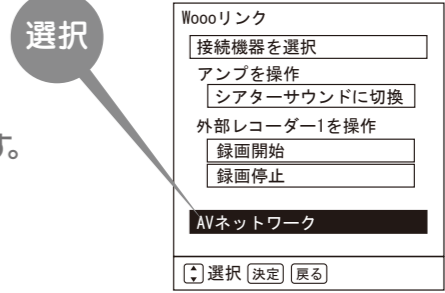 選択
す。
Woooリンク
接続機器を選択
アンプを操作
シアターサウンドに切換
外部レコーダー1を操作
録画開始
録画停止
AVネットワーク
選択 決定 戻る